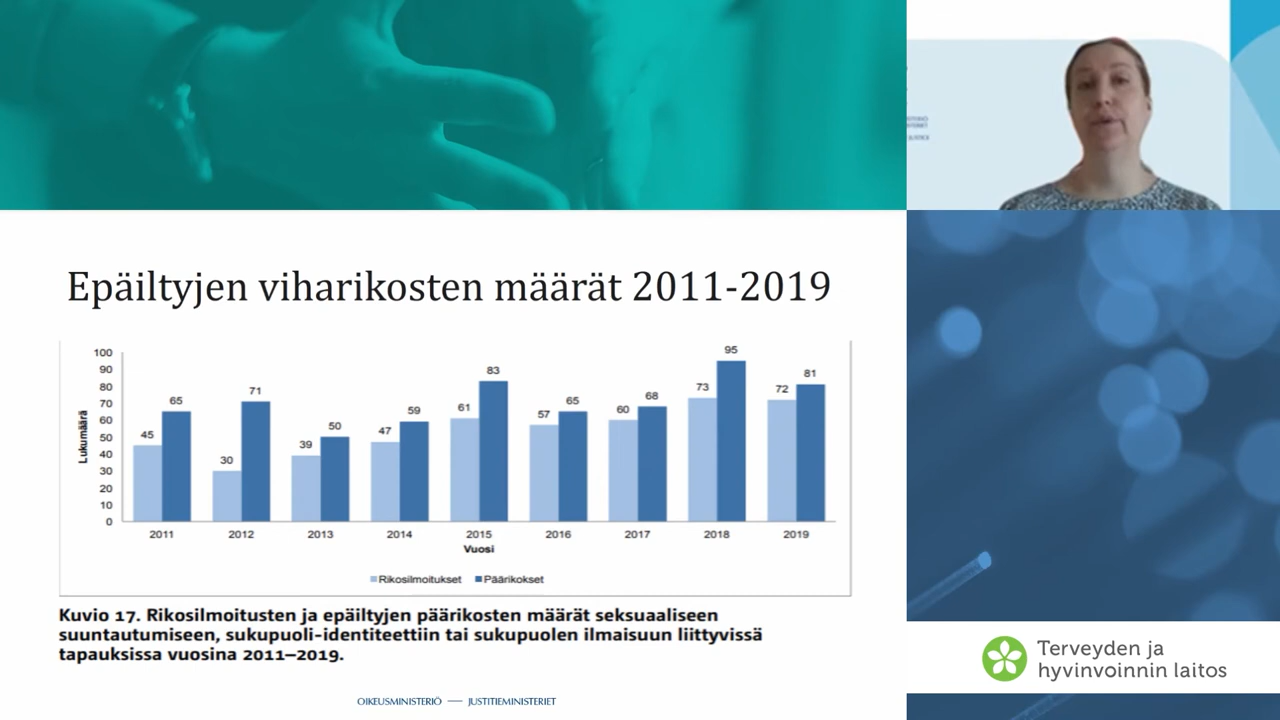 Epäiltyjen viharikosten määrät 2011-2019
100
90
80
70
60
50
40
30
20
10
0
Lukumäärä
45 65
30 71
39 50
47 59
61 83
57 65
60 68
73 95
72 81
2011 2012 2013 2014 2015 2016 2017 2018 2019
Vuosi
Rikosilmoitukset Päärikokset
Kuvio 17. Rikosilmoitusten ja epäiltyjen päärikosten määrät seksuaaliseen
suuntautumiseen, sukupuoli-identiteettiin tai sukupuolen ilmaisuun liittyvissä
tapauksissa vuosina 2011–2019.
OIKEUSMINISTERIÖ — JUSTITIEMINISTERIET
Terveyden ja
hyvinvoinnin laitos